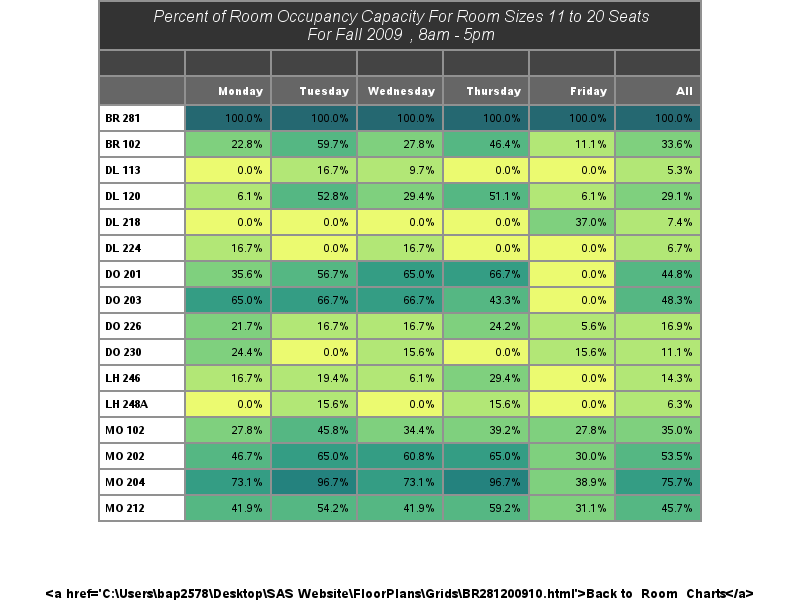 Percent of Room Occupancy Capacity For Room Sizes 11 to 20 Seats
For Fall 2009 , 8am - 5pm
Monday Tuesday Wednesday Thursday Friday All
BR 281 100.0% 100.0% 100.0% 100.0% 100.0% 100.0%
BR 102 22.8% 59.7% 27.8% 46.4% 11.1% 33.6%
DL 113 0.0% 16.7% 9.7% 0.0% 0.0% 5.3%
DL 120 6.1% 52.8% 29.4% 51.1% 6.1% 29.1%
DL 218 0.0% 0.0% 0.0% 0.0% 37.0% 7.4%
DL 224 16.7% 0.0% 16.7% 0.0% 0.0% 6.7%
DO 201 35.6% 56.7% 65.0% 66.7% 0.0% 44.8%
DO 203 65.0% 66.7% 66.7% 43.3% 0.0% 48.3%
DO 226 21.7% 16.7% 16.7% 24.2% 5.6% 16.9%
DO 230 24.4% 0.0% 15.6% 0.0% 15.6% 11.1%
LH 246 16.7% 19.4% 6.1% 29.4% 0.0% 14.3%
LH 248A 0.0% 15.6% 0.0% 15.6% 0.0% 6.3%
MO 102 27.8% 45.8% 34.4% 39.2% 27.8% 35.0%
MO 202 46.7% 65.0% 60.8% 65.0% 30.0% 53.5%
MO 204 73.1% 96.7% 73.1% 96.7% 38.9% 75.7%
MO 212 41.9% 54.2% 41.9% 59.2% 31.1% 45.7%
<a href='C:\Users\bap2578\Desktop\SAS Website\FloorPlans\Grids\BR281200910.html'>Back to Room Charts</a>